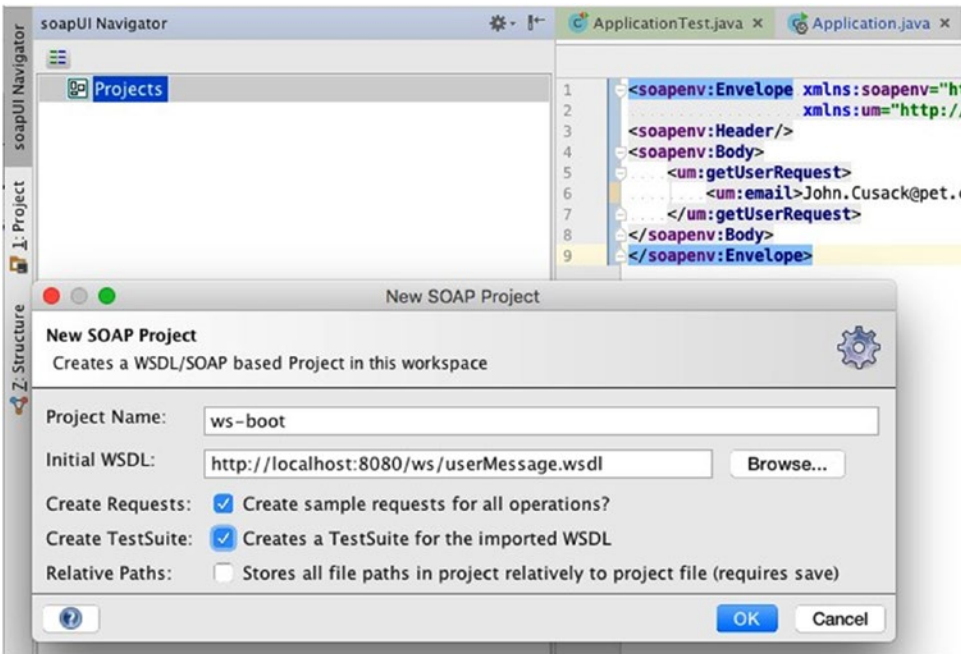 soapUI Navigator
ApplicationTest.java ×
Application.java ×
soapUI Navigator
1: Project
7: Structure
Projects
1 <soapenv:Envelope xmlns:soapenv="ht
2 xmlns:um="http://
3 <soapenv:Header/>
4 <soapenv:Body>
5 <um:getUserRequest>
6 <um:email>John.Cusack@pet.c
7 </um:getUserRequest>
8 </soapenv:Body>
9 </soapenv:Envelope>
New SOAP Project
New SOAP Project
Creates a WSDL/SOAP based Project in this workspace
Project Name: ws-boot
Initial WSDL: http://localhost:8080/ws/userMessage.wsdl Browse...
Create Requests: Create sample requests for all operations?
Create TestSuite: Creates a TestSuite for the imported WSDL
Relative Paths: Stores all file paths in project relatively to project file (requires save)
? OK Cancel